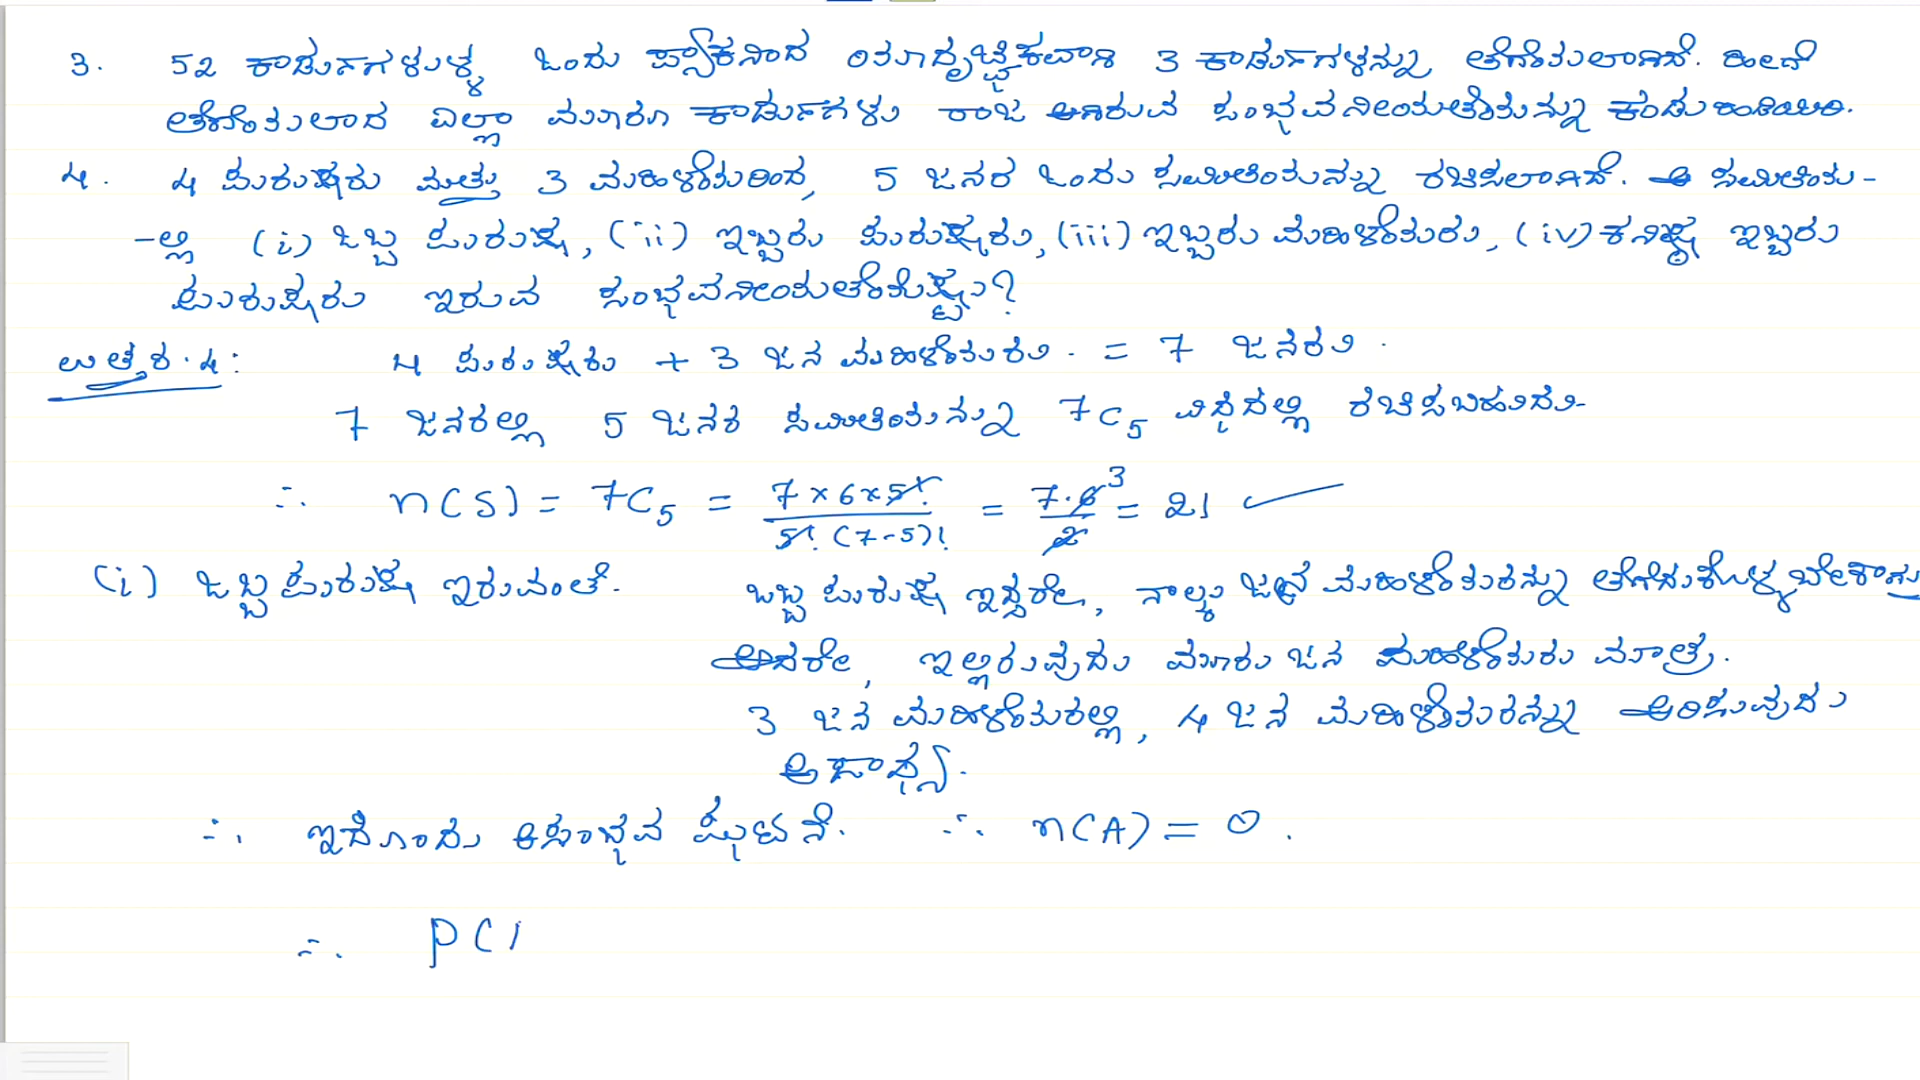 3. 52 ಕಾರ್ಡುಗಳುಳ್ಳ ಒಂದು ಪ್ಯಾಕನಿಂದ ಯಾದೃಚ್ಛಿಕವಾಗಿ 3 ಕಾರ್ಡುಗಳನ್ನು ತೆಗೆಯಲಾಗಿದೆ. ಹೀಗೆ
ತೆಗೆಯಲಾದ ಎಲ್ಲಾ ಮೂರೂ ಕಾರ್ಡುಗಳು ರಾಜ ಆಗಿರುವ ಸಂಭವನೀಯತೆಯನ್ನು ಕಂಡುಹಿಡಿಯಿರಿ.
4. 4 ಪುರುಷರು ಮತ್ತು 3 ಮಹಿಳೆಯರಿಂದ, 5 ಜನರ ಒಂದು ಸಮಿತಿಯನ್ನು ರಚಿಸಲಾಗಿದೆ. ಆ ಸಮಿತಿಯ-
-ಲ್ಲಿ (i) ಒಬ್ಬ ಪುರುಷ, (ii) ಇಬ್ಬರು ಪುರುಷರು, (iii) ಇಬ್ಬರು ಮಹಿಳೆಯರು, (iv) ಕನಿಷ್ಠ ಇಬ್ಬರು
ಪುರುಷರು ಇರುವ ಸಂಭವನೀಯತೆಯೆಷ್ಟು?
ಉತ್ತರ.4: 4 ಪುರುಷರು + 3 ಜನ ಮಹಿಳೆಯರು. = 7 ಜನರು.
7 ಜನರಲ್ಲಿ 5 ಜನರ ಸಮಿತಿಯನ್ನು 7C5 ವಿಧದಲ್ಲಿ ರಚಿಸಬಹುದು.
∴ n(S) = 7C5 = 7×6×5! / 5!(7-5)! = 7·6 3 / 2 = 21 ✓
(i) ಒಬ್ಬ ಪುರುಷ ಇರುವಂತೆ. ಒಬ್ಬ ಪುರುಷ ಇದ್ದರೇ, ನಾಲ್ಕು ಜನ ಮಹಿಳೆಯರನ್ನು ತೆಗೆದುಕೊಳ್ಳಬೇಕಾಗು
ಆದರೇ, ಇಲ್ಲಿರುವುದು ಮೂರು ಜನ ಮಹಿಳೆಯರು ಮಾತ್ರ.
3 ಜನ ಮಹಿಳೆಯರಲ್ಲಿ, 4 ಜನ ಮಹಿಳೆಯರನ್ನು ಆರಿಸುವುದು
ಅಸಾಧ್ಯ.
∴ ಇದೊಂದು ಅಸಂಭವ ಘಟನೆ. ∴ n(A) = 0.
∴ P(